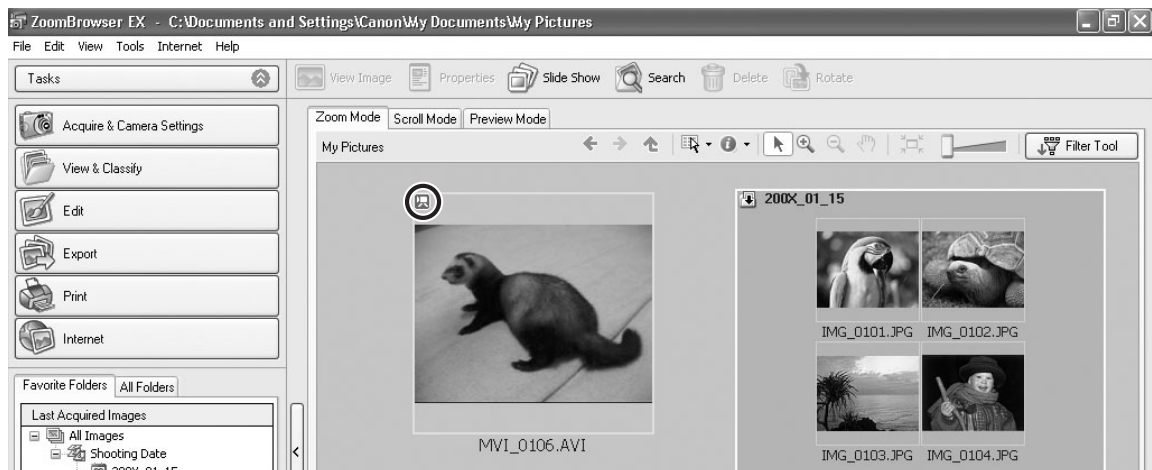 ZoomBrowser EX - C:\Documents and Settings\Canon\My Documents\My Pictures
File Edit View Tools Internet Help
Tasks
View Image Properties Slide Show Search Delete Rotate
Acquire & Camera Settings
View & Classify
Edit
Export
Print
Internet
Zoom Mode Scroll Mode Preview Mode
My Pictures
Filter Tool
200X_01_15
IMG_0101.JPG IMG_0102.JPG
MVI_0106.AVI
IMG_0103.JPG IMG_0104.JPG
Favorite Folders All Folders
Last Acquired Images
All Images
Shooting Date
200X_01_15